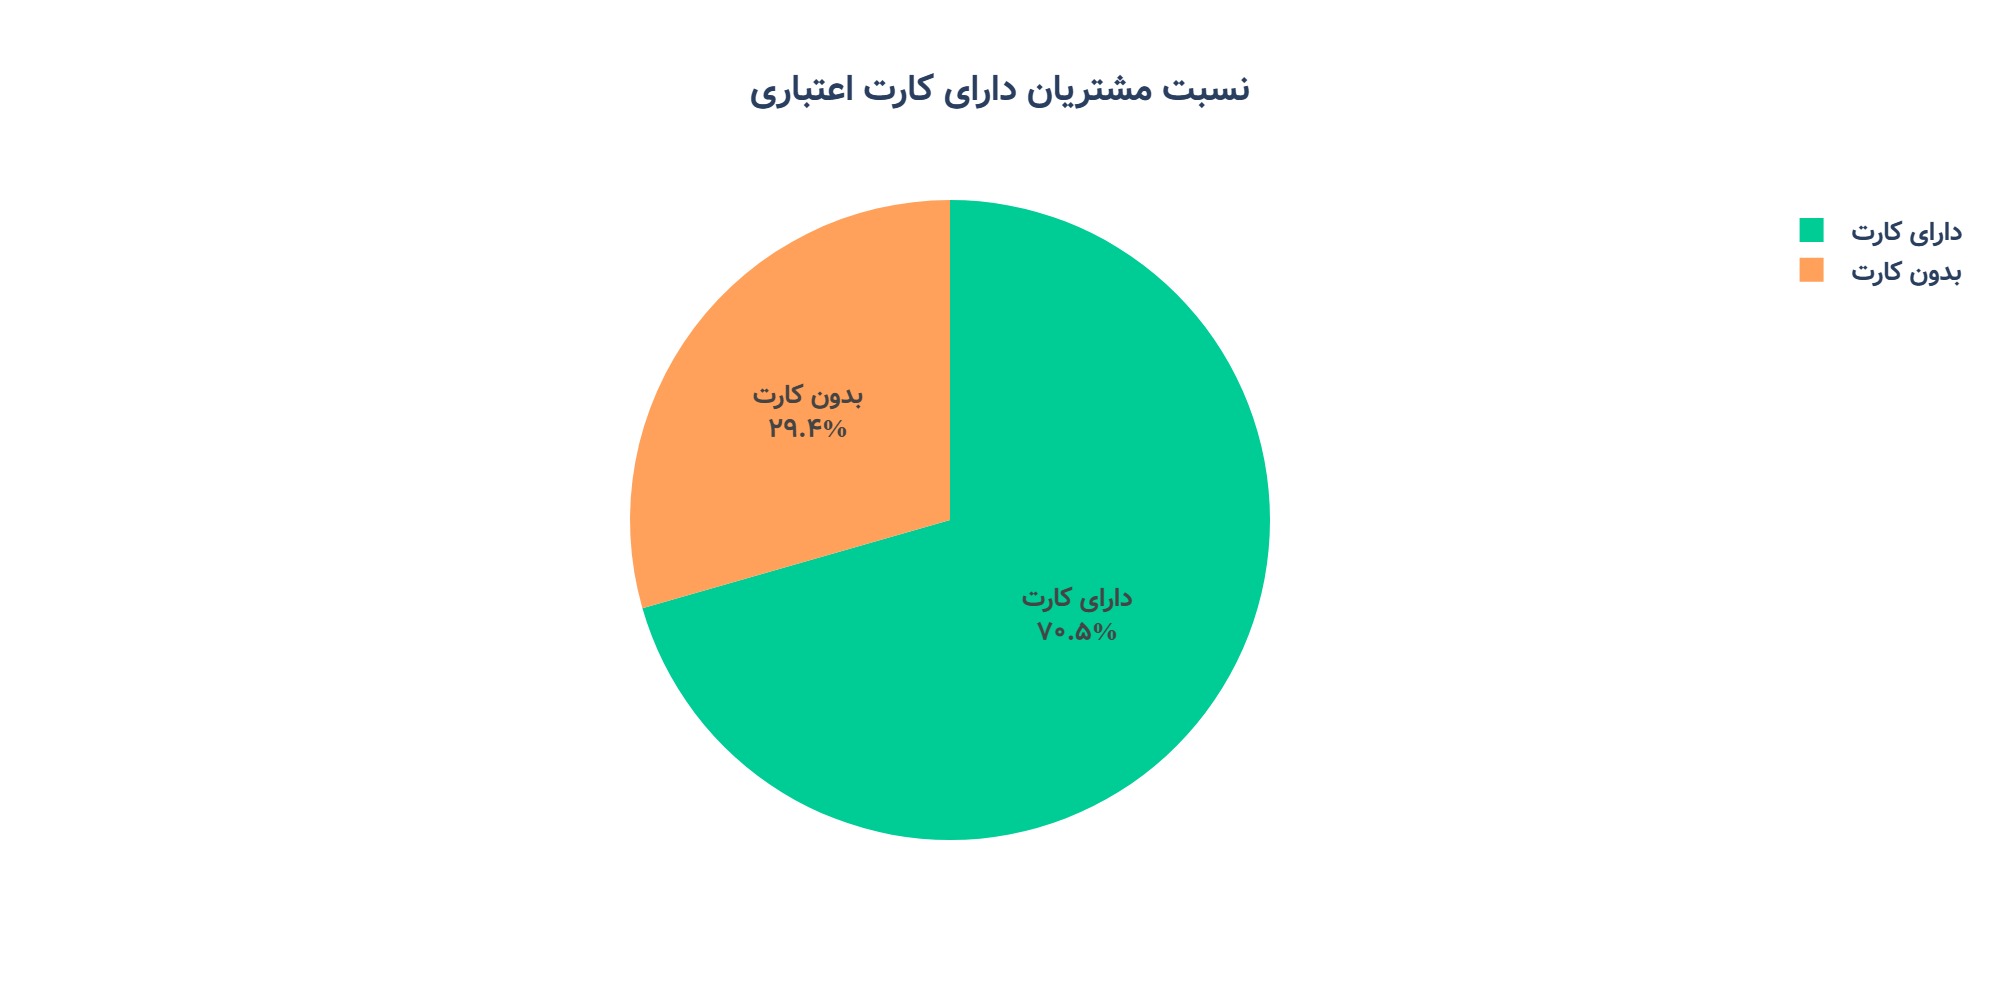 نسبت مشتریان دارای کارت اعتباری
دارای کارت
بدون کارت
بدون کارت
۲۹.۴%
دارای کارت
۷۰.۵%